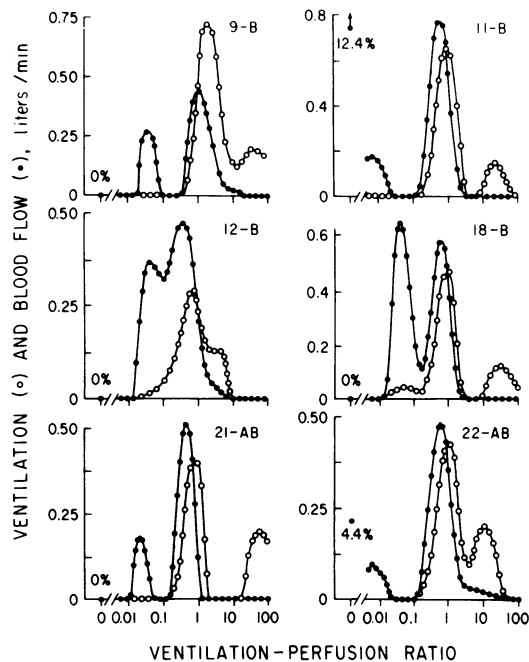 VENTILATION (○) AND BLOOD FLOW (●), liters/min
9-B
0.75
0.50
0.25
0
0%
11-B
0.8
0.4
0
12.4%
12-B
0.50
0.25
0
0%
18-B
0.6
0.4
0.2
0
0%
21-AB
0.50
0.25
0
0%
0 0.01 0.1 1 10 100
22-AB
0.50
0.25
0
4.4%
0 0.01 0.1 1 10 100
VENTILATION-PERFUSION RATIO